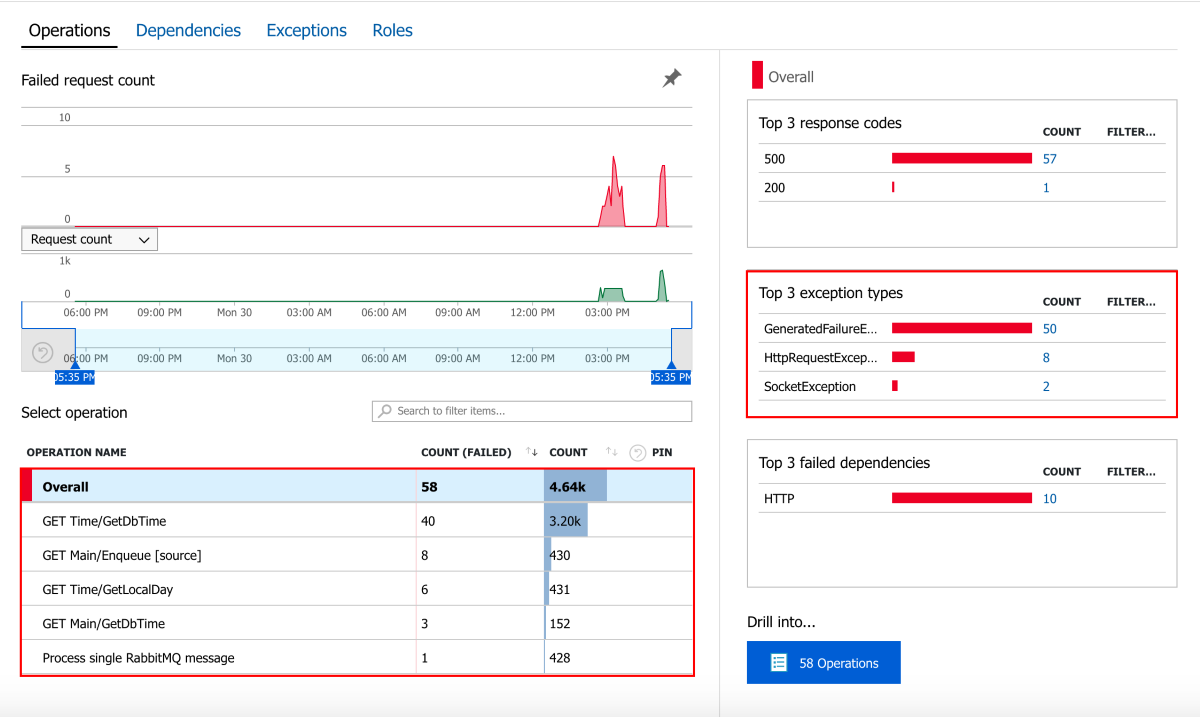 Operations Dependencies Exceptions Roles
Failed request count
10
5
0
Request count
1k
0
06:00 PM 09:00 PM Mon 30 03:00 AM 06:00 AM 09:00 AM 12:00 PM 03:00 PM
06:00 PM 09:00 PM Mon 30 03:00 AM 06:00 AM 09:00 AM 12:00 PM 03:00 PM
05:35 PM 05:35 PM
Select operation Search to filter items...
OPERATION NAME COUNT (FAILED) COUNT PIN
Overall 58 4.64k
GET Time/GetDbTime 40 3.20k
GET Main/Enqueue [source] 8 430
GET Time/GetLocalDay 6 431
GET Main/GetDbTime 3 152
Process single RabbitMQ message 1 428
Overall
Top 3 response codes COUNT FILTER...
500 57
200 1
Top 3 exception types COUNT FILTER...
GeneratedFailureE... 50
HttpRequestExcep... 8
SocketException 2
Top 3 failed dependencies COUNT FILTER...
HTTP 10
Drill into...
58 Operations